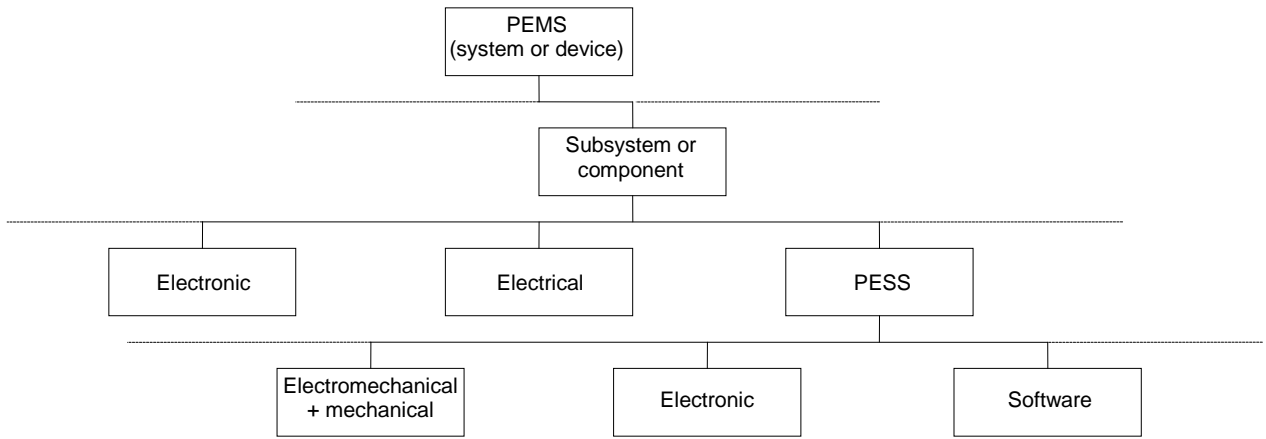 PEMS
(system or device)
Subsystem or
component
Electronic
Electrical
PESS
Electromechanical
+ mechanical
Electronic
Software